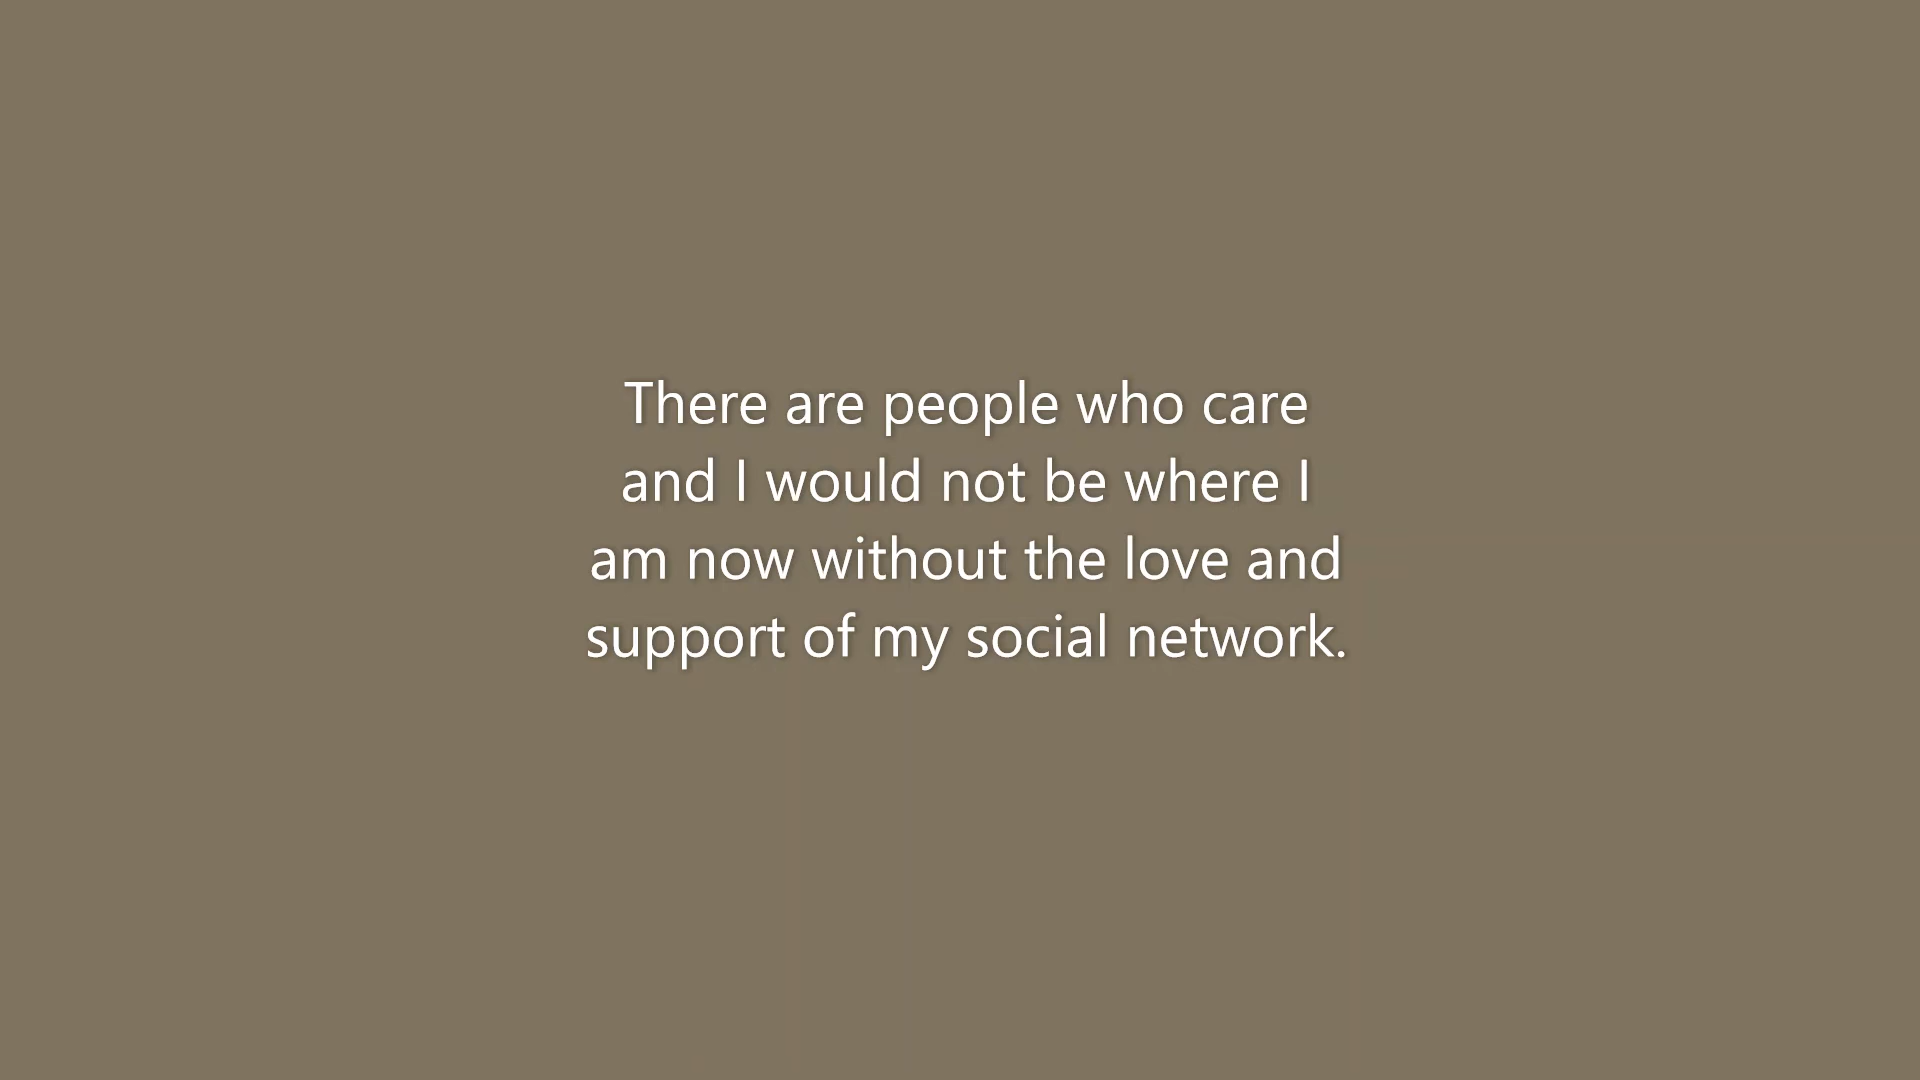 There are people who care
and I would not be where I
am now without the love and
support of my social network.